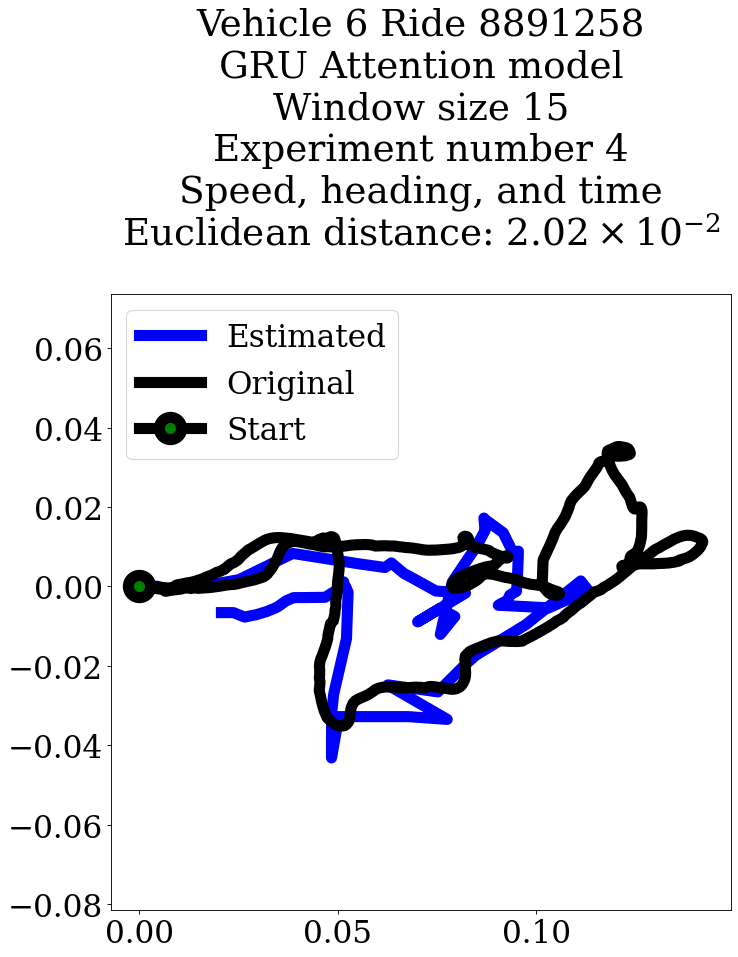 Vehicle 6 Ride 8891258
GRU Attention model
Window size 15
Experiment number 4
Speed, heading, and time
Euclidean distance: 2.02 × 10⁻²
Estimated
Original
Start
0.06
0.04
0.02
0.00
−0.02
−0.04
−0.06
−0.08
0.00 0.05 0.10